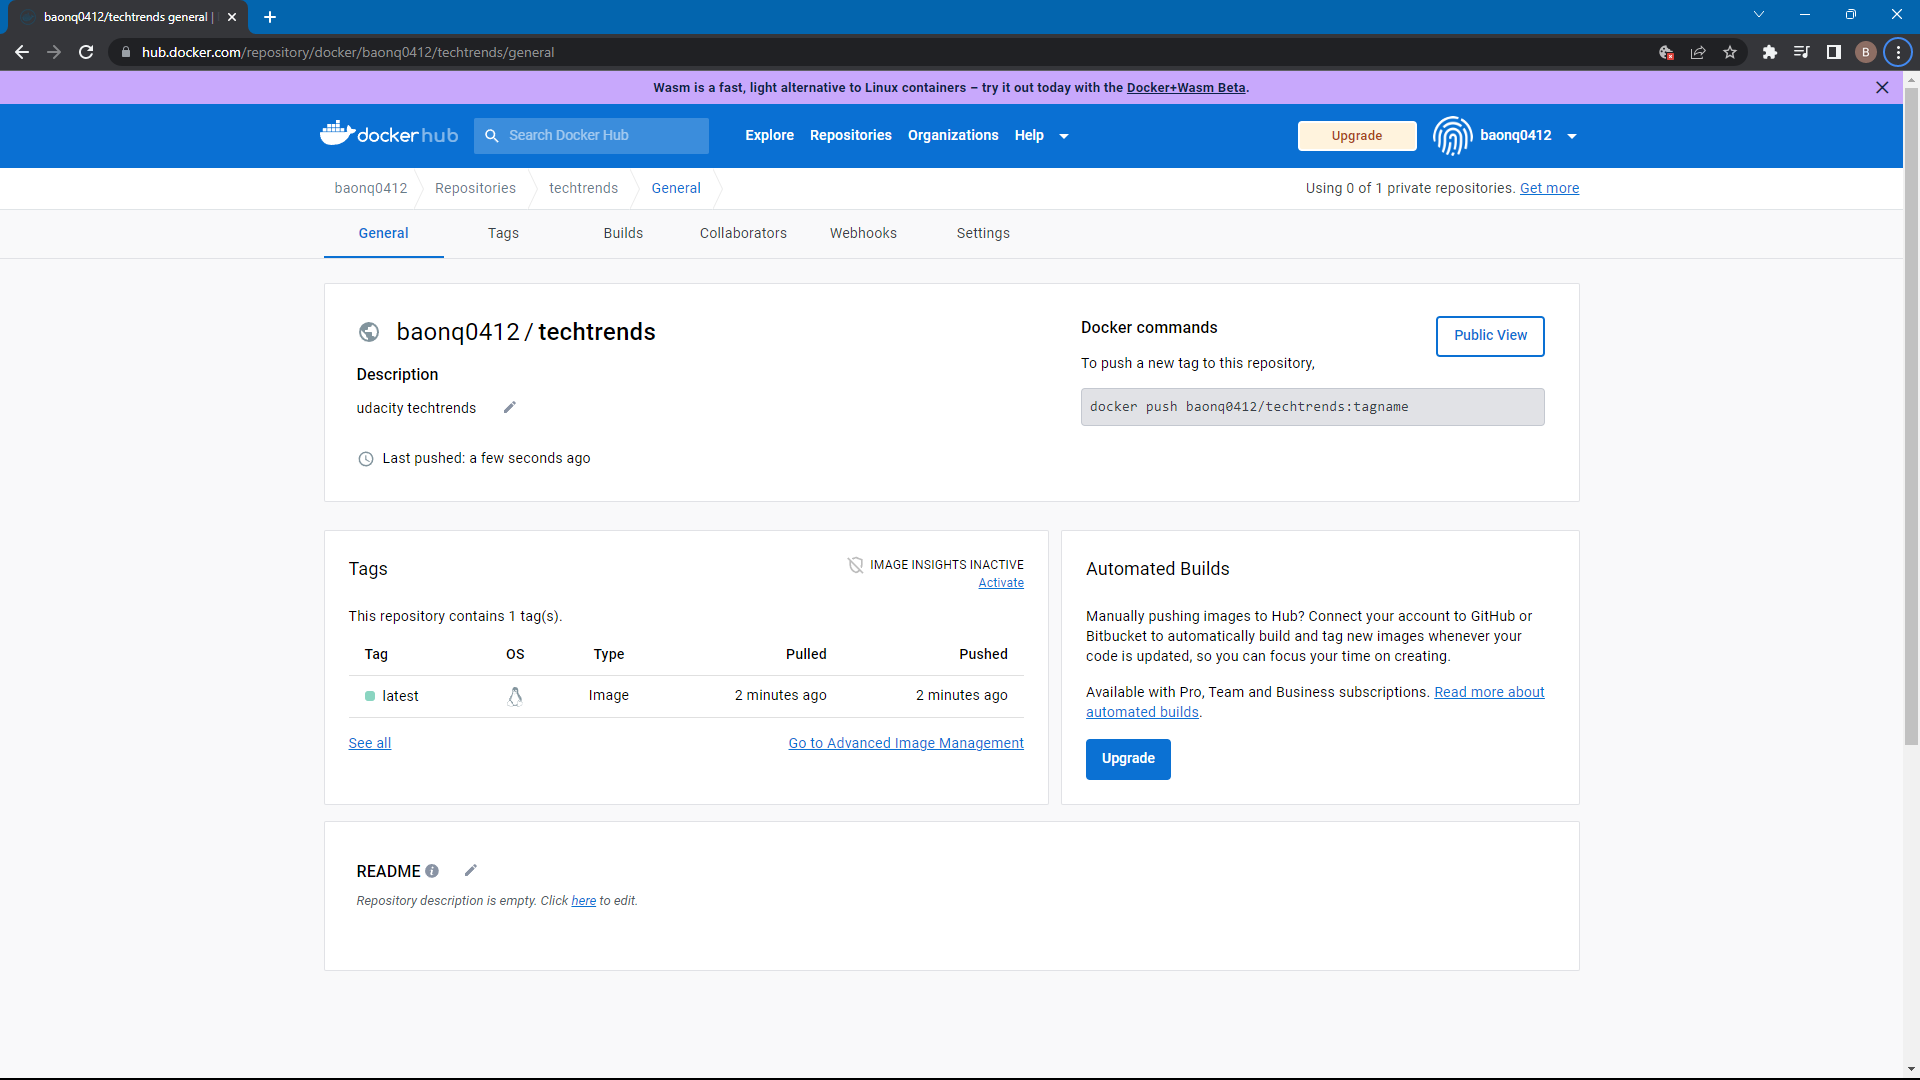 baonq0412/techtrends general |
hub.docker.com/repository/docker/baonq0412/techtrends/general
B
Wasm is a fast, light alternative to Linux containers – try it out today with the Docker+Wasm Beta.
dockerhub
Search Docker Hub
Explore
Repositories
Organizations
Help
Upgrade
baonq0412
baonq0412
Repositories
techtrends
General
Using 0 of 1 private repositories. Get more
General
Tags
Builds
Collaborators
Webhooks
Settings
baonq0412 / techtrends
Description
udacity techtrends
Last pushed: a few seconds ago
Docker commands
Public View
To push a new tag to this repository,
docker push baonq0412/techtrends:tagname
Tags
IMAGE INSIGHTS INACTIVE
Activate
This repository contains 1 tag(s).
Tag OS Type Pulled Pushed
latest Image 2 minutes ago 2 minutes ago
See all
Go to Advanced Image Management
Automated Builds
Manually pushing images to Hub? Connect your account to GitHub or
Bitbucket to automatically build and tag new images whenever your
code is updated, so you can focus your time on creating.
Available with Pro, Team and Business subscriptions. Read more about
automated builds.
Upgrade
README
Repository description is empty. Click here to edit.